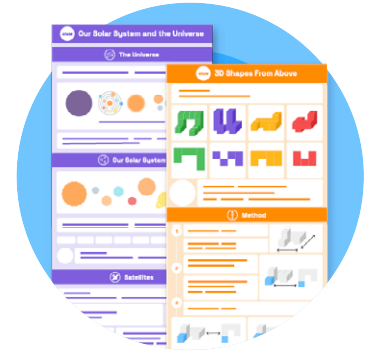 Our Solar System and the Universe
The Universe
Our Solar System
Satellites
3D Shapes From Above
Method